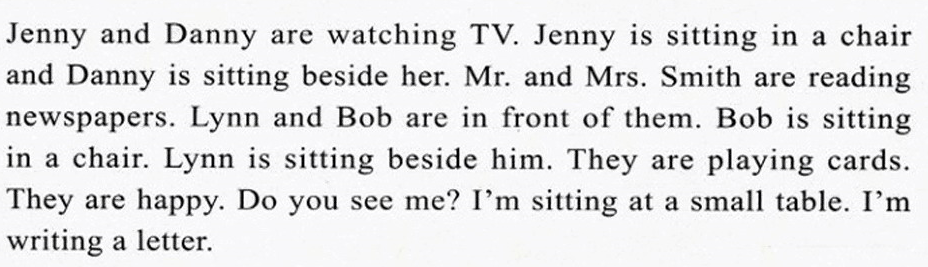 Jenny and Danny are watching TV. Jenny is sitting in a chair
and Danny is sitting beside her. Mr. and Mrs. Smith are reading
newspapers. Lynn and Bob are in front of them. Bob is sitting
in a chair. Lynn is sitting beside him. They are playing cards.
They are happy. Do you see me? I'm sitting at a small table. I'm
writing a letter.